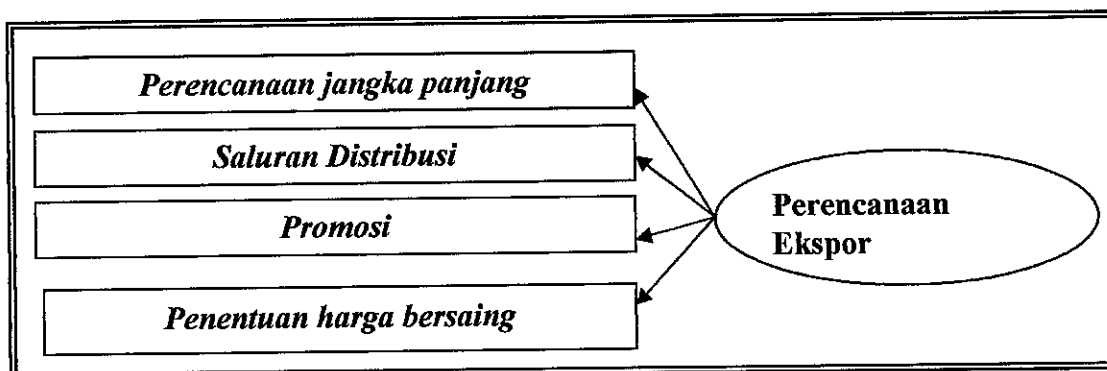 Perencanaan jangka panjang
Saluran Distribusi
Promosi
Penentuan harga bersaing
Perencanaan
Ekspor